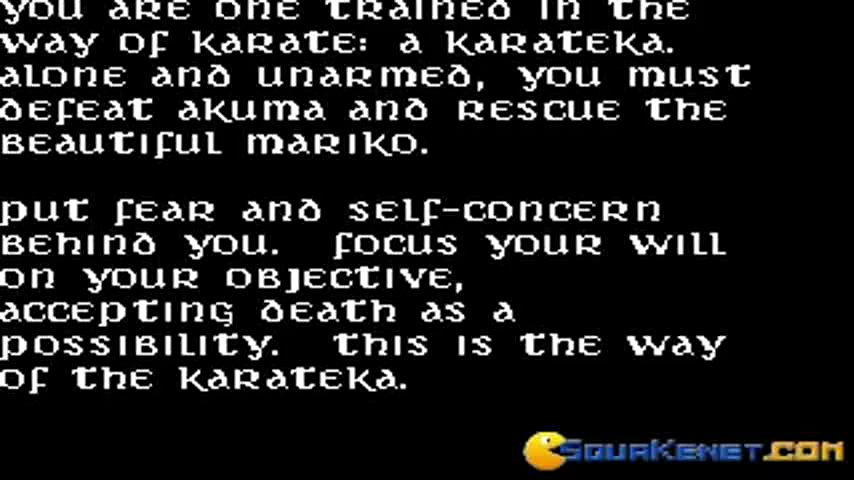 you are one trained in the
way of karate: a karateka.
alone and unarmed, you must
defeat akuma and rescue the
beautiful mariko.
put fear and self-concern
behind you.  focus your will
on your objective,
accepting death as a
possibility.  this is the way
of the karateka.
SQUAKENET.COM